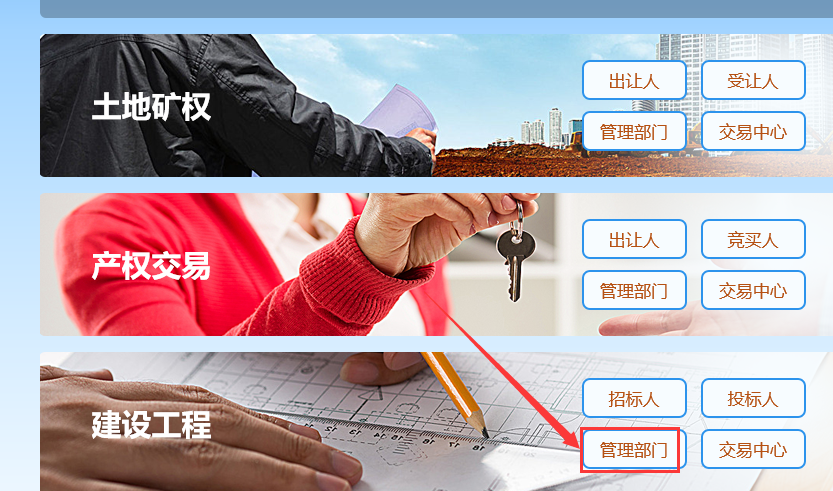 土地矿权
出让人
受让人
管理部门
交易中心
产权交易
出让人
竞买人
管理部门
交易中心
建设工程
招标人
投标人
管理部门
交易中心